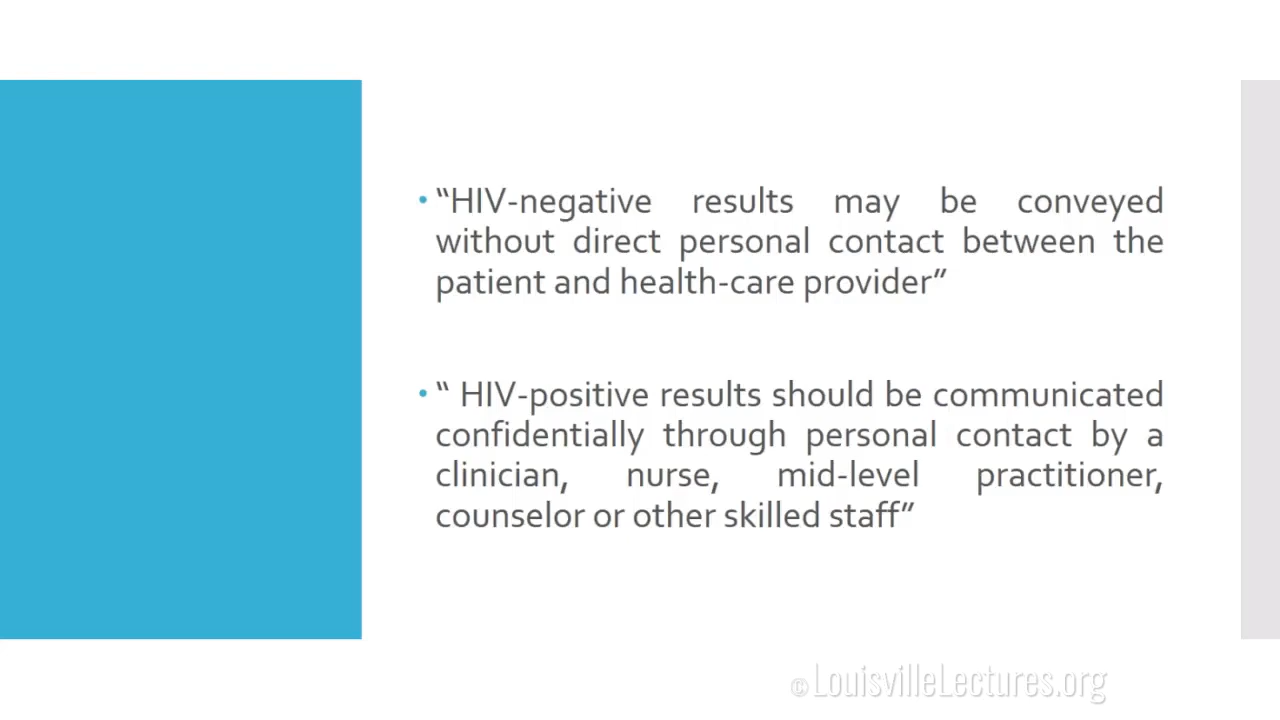 • “HIV-negative results may be conveyed
without direct personal contact between the
patient and health-care provider”
• “ HIV-positive results should be communicated
confidentially through personal contact by a
clinician, nurse, mid-level practitioner,
counselor or other skilled staff”
© LouisvilleLectures.org